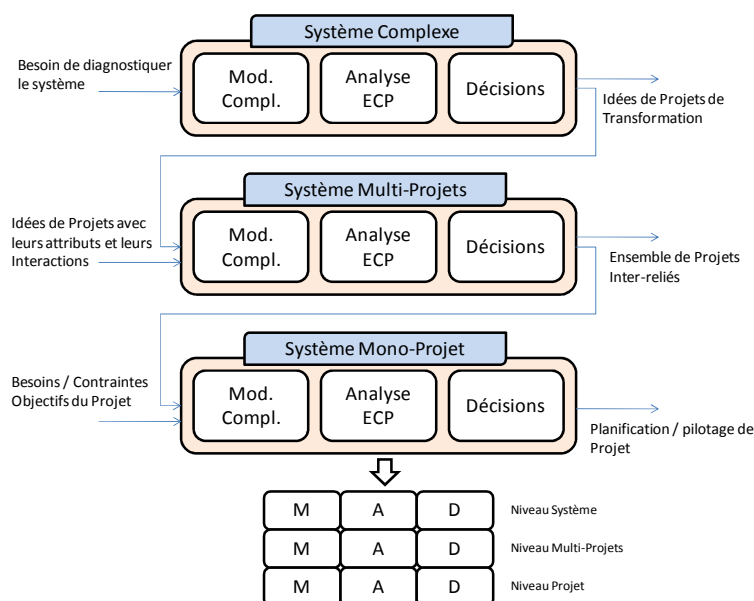 Système Complexe
Besoin de diagnostiquer
le système
Mod.
Compl.
Analyse
ECP
Décisions
Idées de Projets de
Transformation
Système Multi-Projets
Idées de Projets avec
leurs attributs et leurs
Interactions
Mod.
Compl.
Analyse
ECP
Décisions
Ensemble de Projets
Inter-reliés
Système Mono-Projet
Besoins / Contraintes
Objectifs du Projet
Mod.
Compl.
Analyse
ECP
Décisions
Planification / pilotage de
Projet
M A D Niveau Système
M A D Niveau Multi-Projets
M A D Niveau Projet